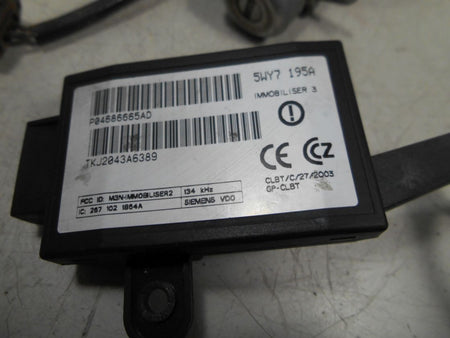 5WY7 195A
IMMOBILISER 3
P04686665AD
TKJ2043A6389
CE CZ
CLBT/C/27/2003
GP-CLBT
FCC ID: M3N-IMMOBILISER2 134 kHz
IC: 267 102 1864A SIEMENS VDO